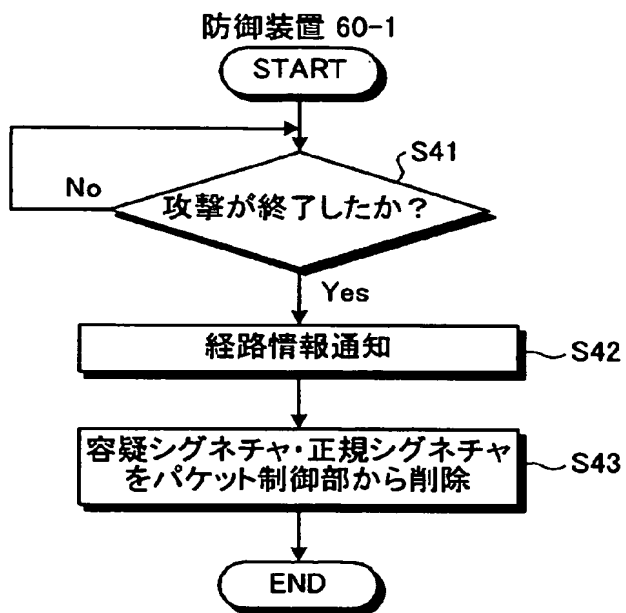 防御装置 60-1
START
S41
No
攻撃が終了したか？
Yes
経路情報通知
S42
容疑シグネチャ・正規シグネチャ
をパケット制御部から削除
S43
END